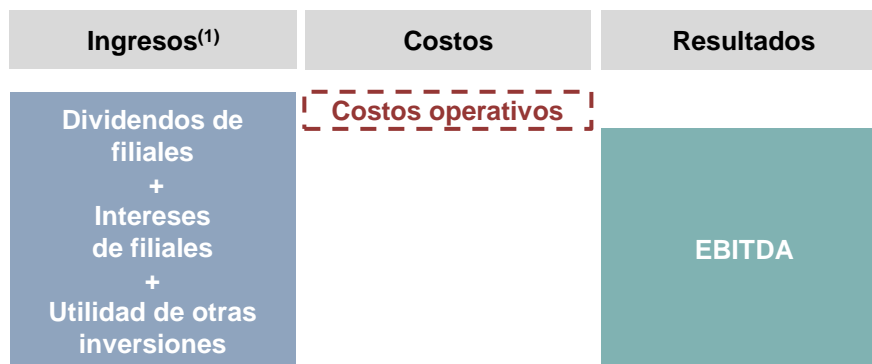 Ingresos(1)
Costos
Resultados
Costos operativos
Dividendos de
filiales
+
Intereses
de filiales
+
Utilidad de otras
inversiones
EBITDA